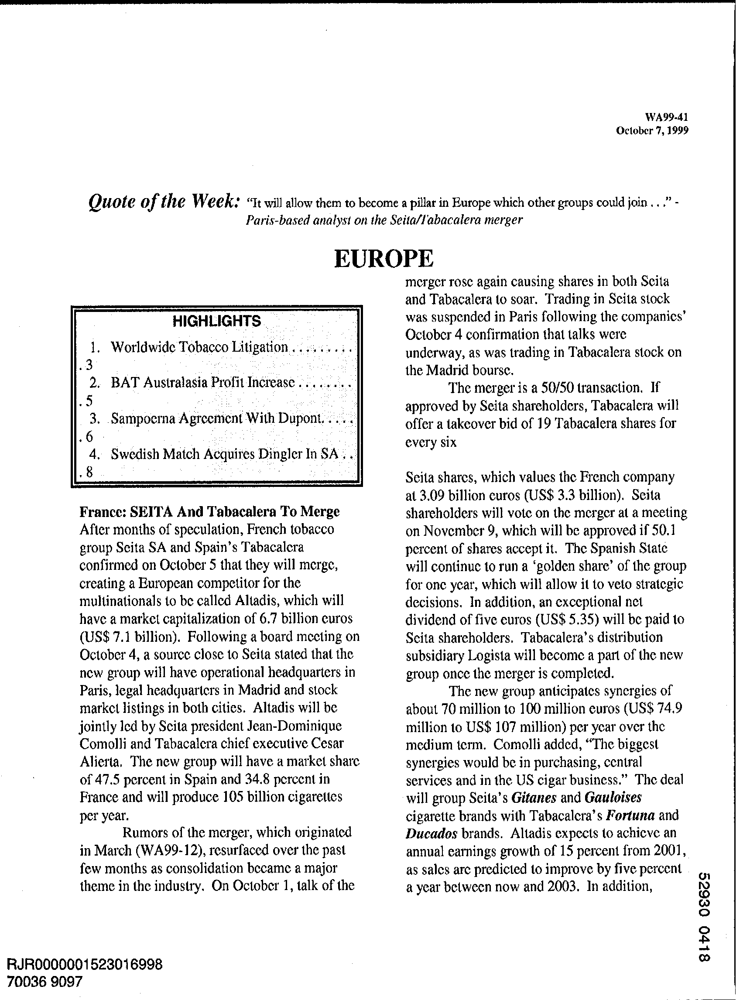 WA99-41
October 7, 1999
Quote of the Week: “It will allow them to become a pillar in Europe which other groups could join . . .” -
Paris-based analyst on the Seita/Tabacalera merger
EUROPE
HIGHLIGHTS
1. Worldwide Tobacco Litigation . . . . . . . . .
. 3
2. BAT Australasia Profit Increase . . . . . . . .
. 5
3. Sampoerna Agreement With Dupont. . . . .
. 6
4. Swedish Match Acquires Dingler In SA . .
. 8
France: SEITA And Tabacalera To Merge
After months of speculation, French tobacco
group Seita SA and Spain’s Tabacalera
confirmed on October 5 that they will merge,
creating a European competitor for the
multinationals to be called Altadis, which will
have a market capitalization of 6.7 billion euros
(US$ 7.1 billion). Following a board meeting on
October 4, a source close to Seita stated that the
new group will have operational headquarters in
Paris, legal headquarters in Madrid and stock
market listings in both cities. Altadis will be
jointly led by Seita president Jean-Dominique
Comolli and Tabacalera chief executive Cesar
Alierta. The new group will have a market share
of 47.5 percent in Spain and 34.8 percent in
France and will produce 105 billion cigarettes
per year.
Rumors of the merger, which originated
in March (WA99-12), resurfaced over the past
few months as consolidation became a major
theme in the industry. On October 1, talk of the
merger rose again causing shares in both Seita
and Tabacalera to soar. Trading in Seita stock
was suspended in Paris following the companies’
October 4 confirmation that talks were
underway, as was trading in Tabacalera stock on
the Madrid bourse.
The merger is a 50/50 transaction. If
approved by Seita shareholders, Tabacalera will
offer a takeover bid of 19 Tabacalera shares for
every six
Seita shares, which values the French company
at 3.09 billion euros (US$ 3.3 billion). Seita
shareholders will vote on the merger at a meeting
on November 9, which will be approved if 50.1
percent of shares accept it. The Spanish State
will continue to run a ‘golden share’ of the group
for one year, which will allow it to veto strategic
decisions. In addition, an exceptional net
dividend of five euros (US$ 5.35) will be paid to
Seita shareholders. Tabacalera’s distribution
subsidiary Logista will become a part of the new
group once the merger is completed.
The new group anticipates synergies of
about 70 million to 100 million euros (US$ 74.9
million to US$ 107 million) per year over the
medium term. Comolli added, “The biggest
synergies would be in purchasing, central
services and in the US cigar business.” The deal
will group Seita’s Gitanes and Gauloises
cigarette brands with Tabacalera’s Fortuna and
Ducados brands. Altadis expects to achieve an
annual earnings growth of 15 percent from 2001,
as sales are predicted to improve by five percent
a year between now and 2003. In addition,
52930 0418
RJR0000001523016998
70036 9097